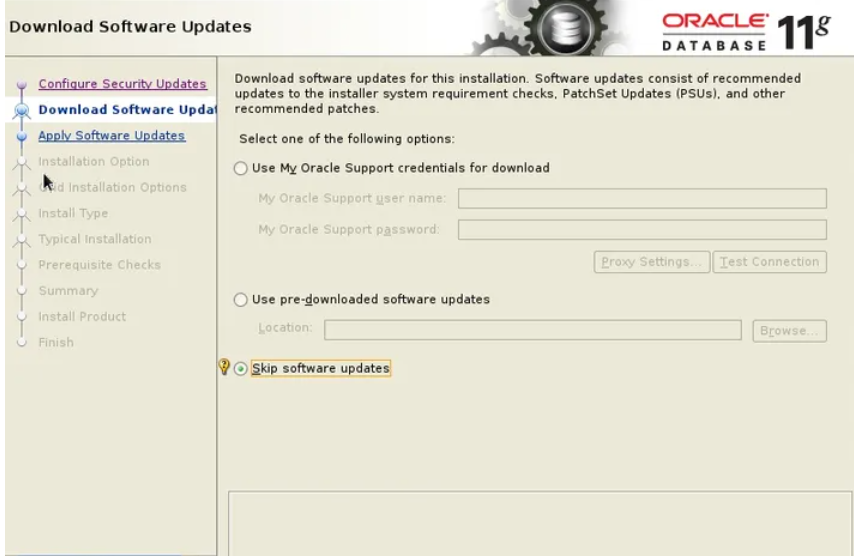 Download Software Updates
ORACLE DATABASE 11g
Configure Security Updates
Download Software Updat
Apply Software Updates
Installation Option
Grid Installation Options
Install Type
Typical Installation
Prerequisite Checks
Summary
Install Product
Finish
Download software updates for this installation. Software updates consist of recommended
updates to the installer system requirement checks, PatchSet Updates (PSUs), and other
recommended patches.
Select one of the following options:
Use My Oracle Support credentials for download
My Oracle Support user name:
My Oracle Support password:
Proxy Settings... Test Connection
Use pre-downloaded software updates
Location: Browse...
Skip software updates